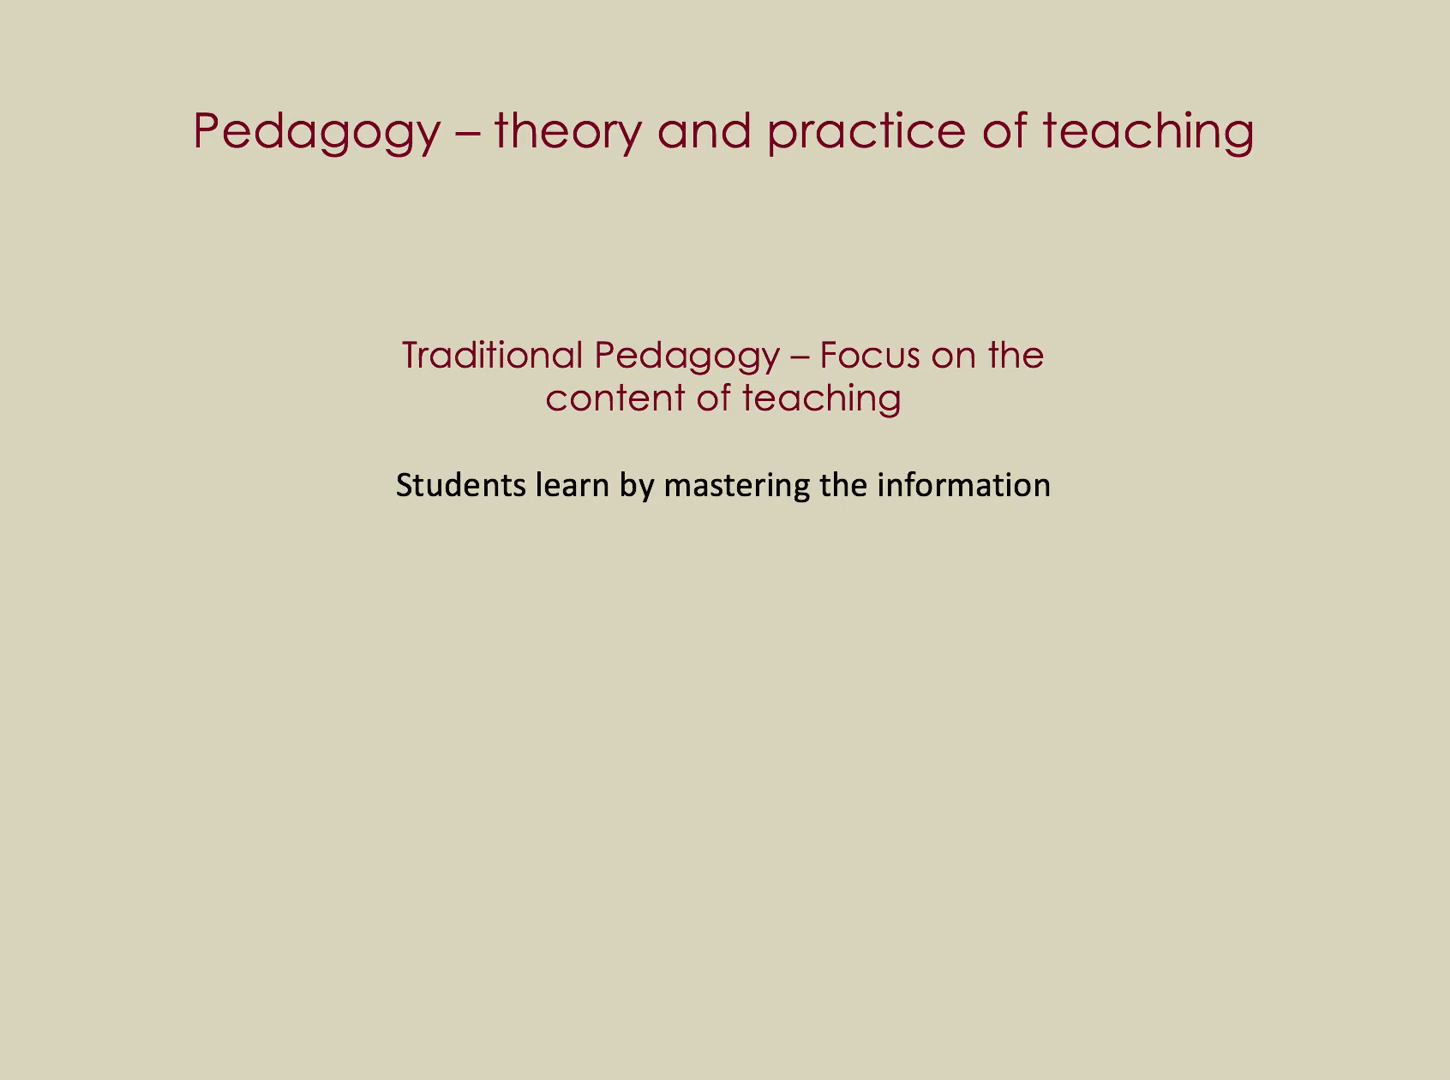 Pedagogy – theory and practice of teaching
Traditional Pedagogy – Focus on the
content of teaching
Students learn by mastering the information